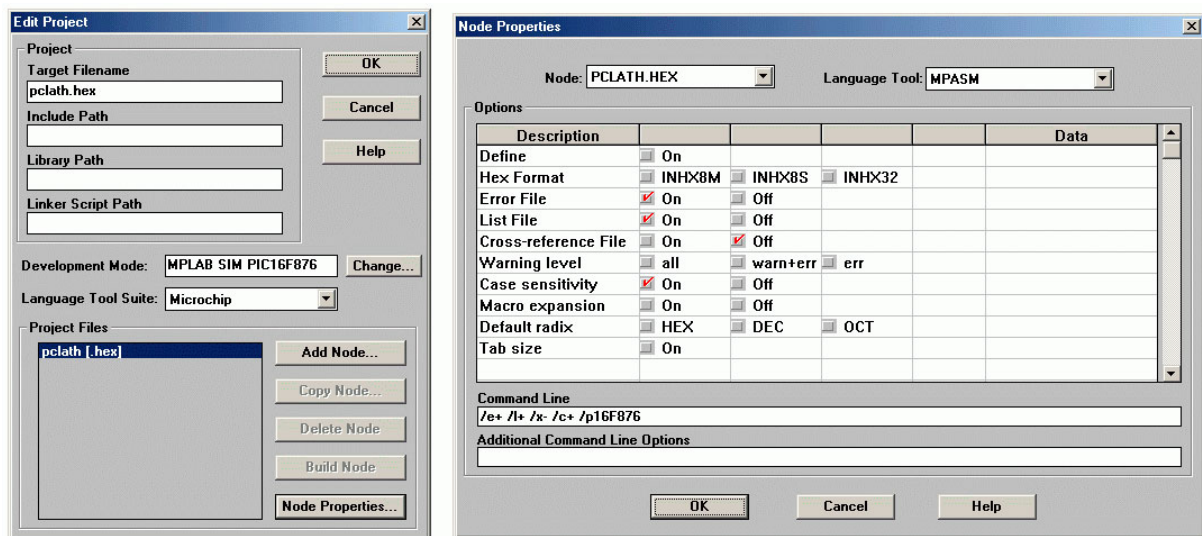 Edit Project
Project
Target Filename
pclath.hex
Include Path
Library Path
Linker Script Path
OK
Cancel
Help
Development Mode: MPLAB SIM PIC16F876 Change...
Language Tool Suite: Microchip
Project Files
pclath [.hex]
Add Node...
Copy Node...
Delete Node
Build Node
Node Properties...
Node Properties
Node: PCLATH.HEX Language Tool: MPASM
Options
Description Data
Define On
Hex Format INHX8M INHX8S INHX32
Error File On Off
List File On Off
Cross-reference File On Off
Warning level all warn+err err
Case sensitivity On Off
Macro expansion On Off
Default radix HEX DEC OCT
Tab size On
Command Line
/e+ /l+ /x- /c+ /p16F876
Additional Command Line Options
OK Cancel Help